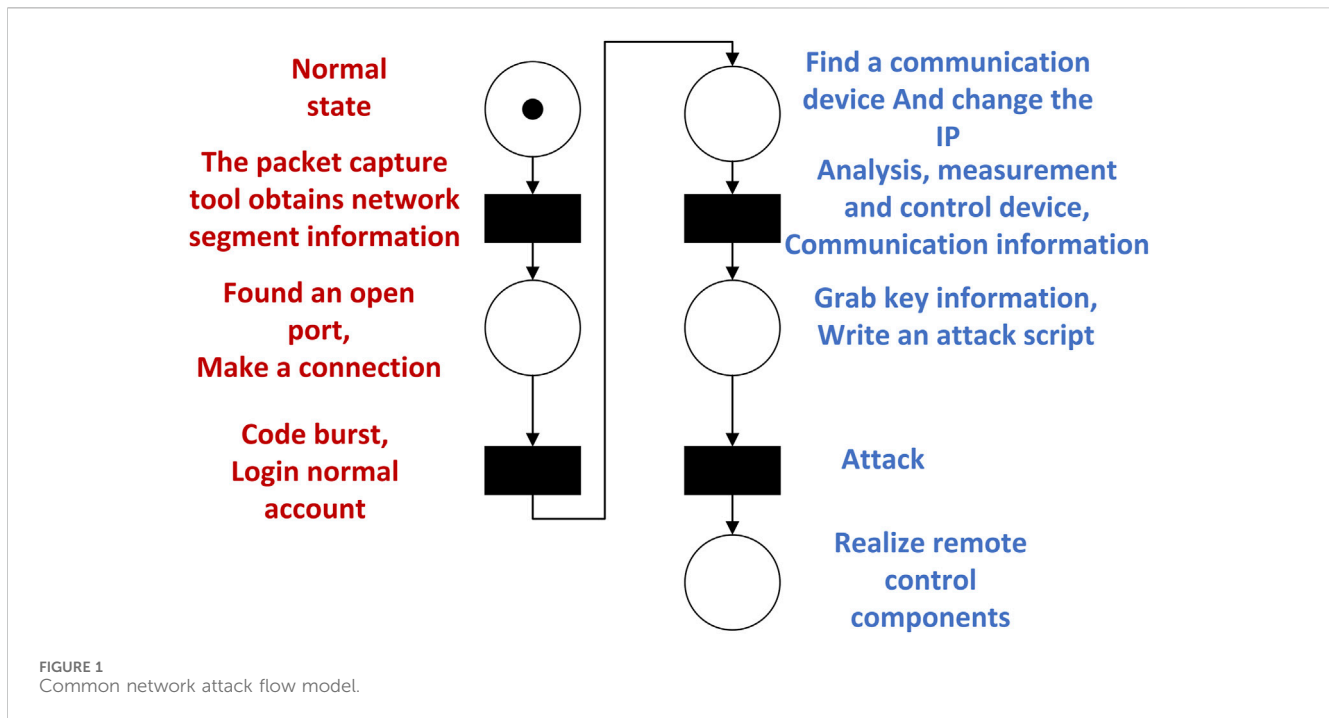 Normal
state
The packet capture
tool obtains network
segment information
Found an open
port,
Make a connection
Code burst,
Login normal
account
Find a communication
device And change the
IP
Analysis, measurement
and control device,
Communication information
Grab key information,
Write an attack script
Attack
Realize remote
control
components
FIGURE 1
Common network attack flow model.